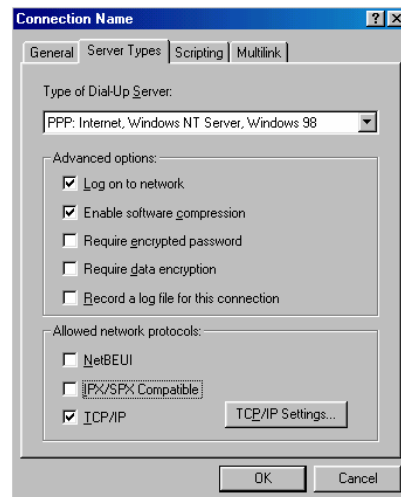 Connection Name
General Server Types Scripting Multilink
Type of Dial-Up Server:
PPP: Internet, Windows NT Server, Windows 98
Advanced options:
Log on to network
Enable software compression
Require encrypted password
Require data encryption
Record a log file for this connection
Allowed network protocols:
NetBEUI
IPX/SPX Compatible
TCP/IP TCP/IP Settings...
OK Cancel